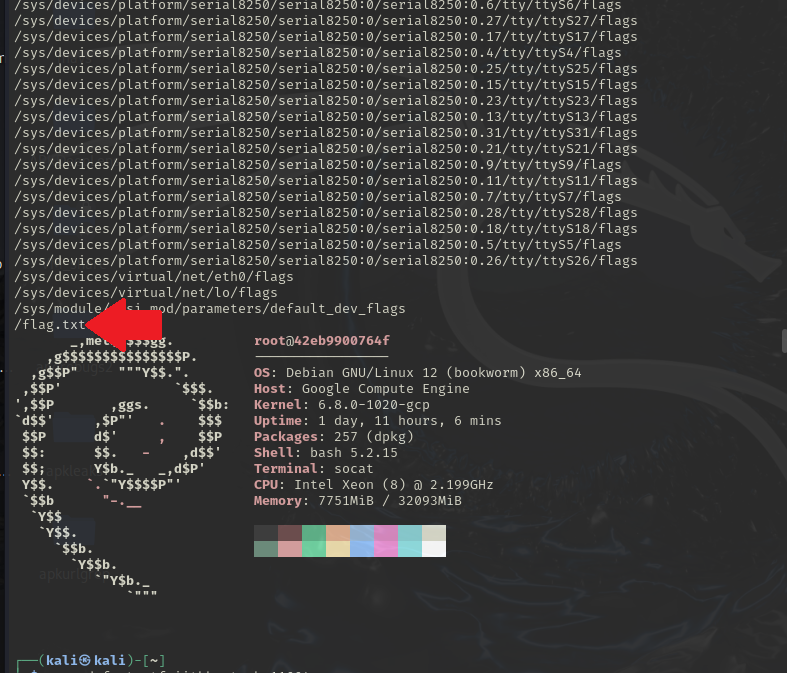 /sys/devices/platform/serial8250/serial8250:0/serial8250:0.6/tty/ttyS6/flags
/sys/devices/platform/serial8250/serial8250:0/serial8250:0.27/tty/ttyS27/flags
/sys/devices/platform/serial8250/serial8250:0/serial8250:0.17/tty/ttyS17/flags
/sys/devices/platform/serial8250/serial8250:0/serial8250:0.4/tty/ttyS4/flags
/sys/devices/platform/serial8250/serial8250:0/serial8250:0.25/tty/ttyS25/flags
/sys/devices/platform/serial8250/serial8250:0/serial8250:0.15/tty/ttyS15/flags
/sys/devices/platform/serial8250/serial8250:0/serial8250:0.23/tty/ttyS23/flags
/sys/devices/platform/serial8250/serial8250:0/serial8250:0.13/tty/ttyS13/flags
/sys/devices/platform/serial8250/serial8250:0/serial8250:0.31/tty/ttyS31/flags
/sys/devices/platform/serial8250/serial8250:0/serial8250:0.21/tty/ttyS21/flags
/sys/devices/platform/serial8250/serial8250:0/serial8250:0.9/tty/ttyS9/flags
/sys/devices/platform/serial8250/serial8250:0/serial8250:0.11/tty/ttyS11/flags
/sys/devices/platform/serial8250/serial8250:0/serial8250:0.7/tty/ttyS7/flags
/sys/devices/platform/serial8250/serial8250:0/serial8250:0.28/tty/ttyS28/flags
/sys/devices/platform/serial8250/serial8250:0/serial8250:0.18/tty/ttyS18/flags
/sys/devices/platform/serial8250/serial8250:0/serial8250:0.5/tty/ttyS5/flags
/sys/devices/platform/serial8250/serial8250:0/serial8250:0.26/tty/ttyS26/flags
/sys/devices/virtual/net/eth0/flags
/sys/devices/virtual/net/lo/flags
/sys/module/ mod/parameters/default_dev_flags
/flag.txt
root@42eb9900764f
OS: Debian GNU/Linux 12 (bookworm) x86_64
Host: Google Compute Engine
Kernel: 6.8.0-1020-gcp
Uptime: 1 day, 11 hours, 6 mins
Packages: 257 (dpkg)
Shell: bash 5.2.15
Terminal: socat
CPU: Intel Xeon (8) @ 2.199GHz
Memory: 7751MiB / 32093MiB
┌──(kali㉿kali)-[~]